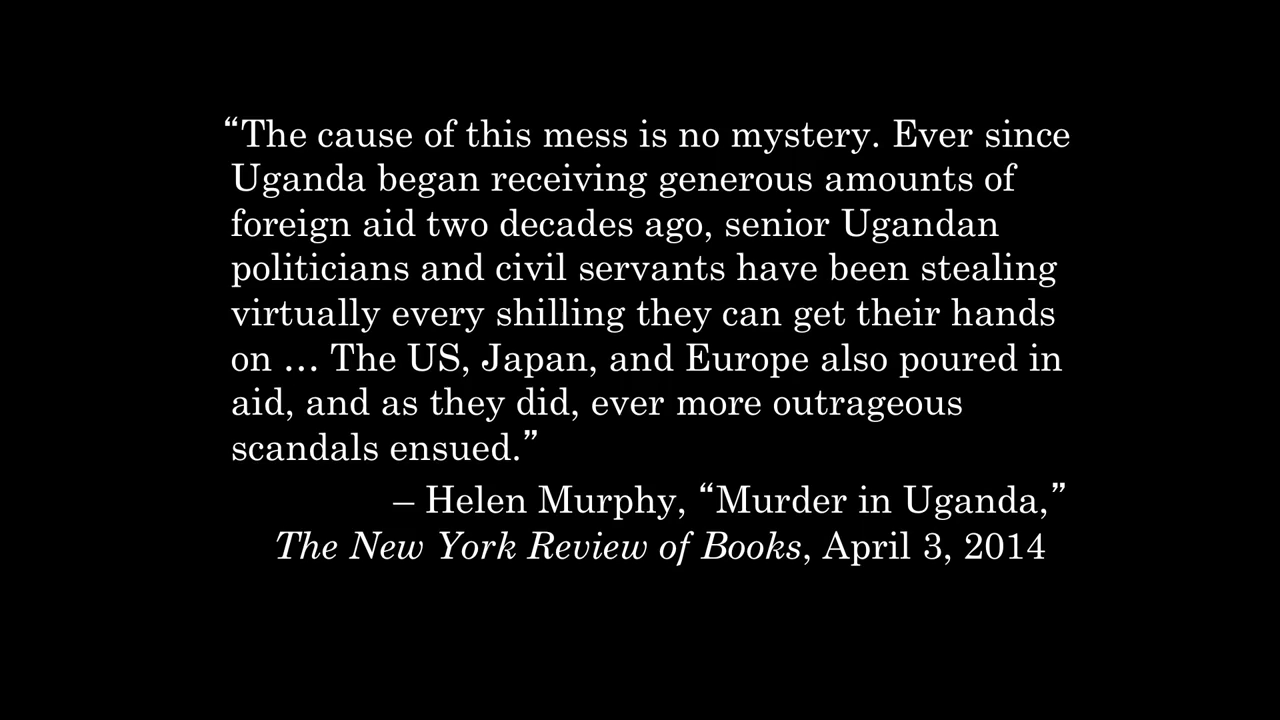 “The cause of this mess is no mystery. Ever since
Uganda began receiving generous amounts of
foreign aid two decades ago, senior Ugandan
politicians and civil servants have been stealing
virtually every shilling they can get their hands
on … The US, Japan, and Europe also poured in
aid, and as they did, ever more outrageous
scandals ensued.”
– Helen Murphy, “Murder in Uganda,”
The New York Review of Books, April 3, 2014